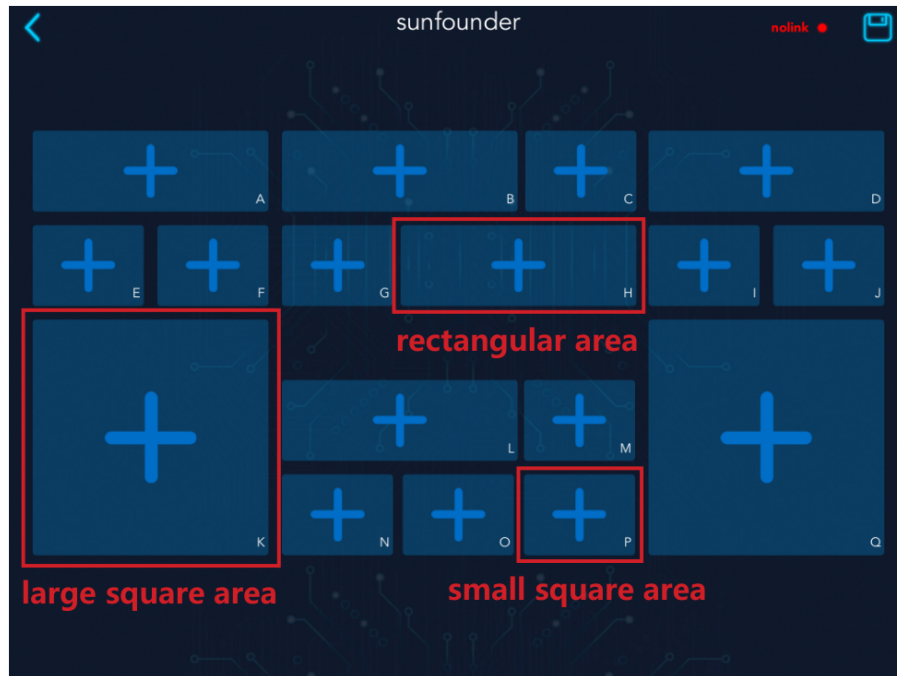 sunfounder
nolink
A B C D
E F G H I J
rectangular area
L M
K N O P Q
large square area
small square area